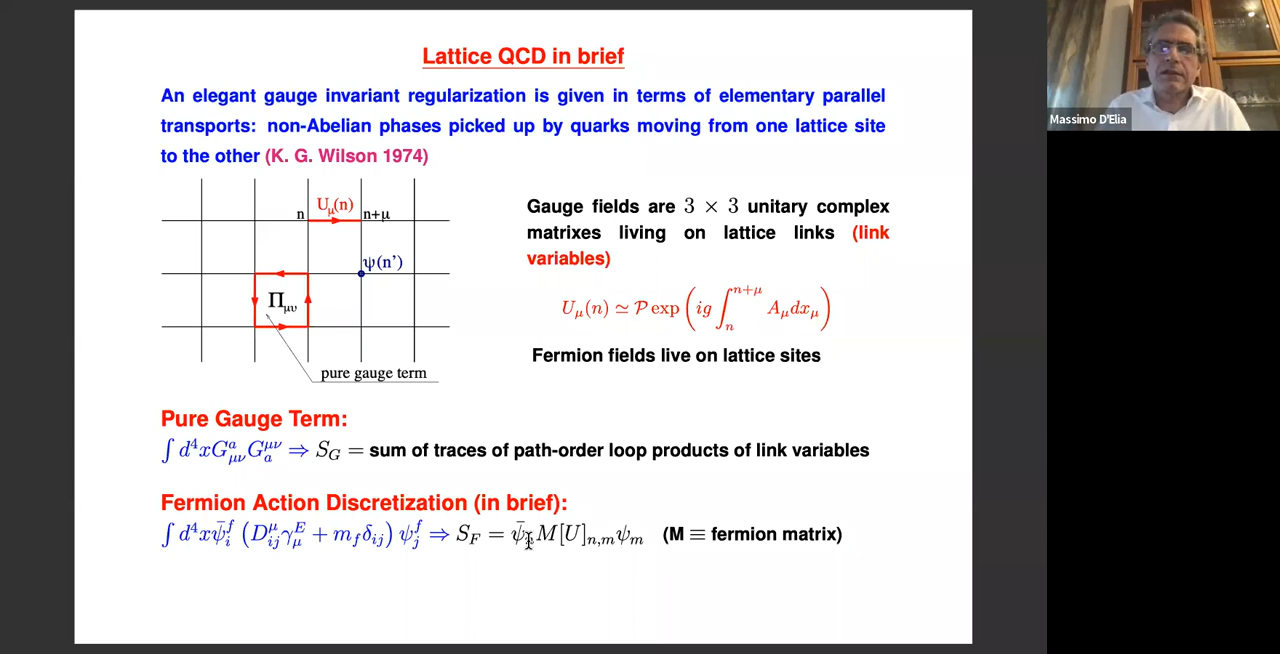 Lattice QCD in brief
An elegant gauge invariant regularization is given in terms of elementary parallel
transports: non-Abelian phases picked up by quarks moving from one lattice site
to the other (K. G. Wilson 1974)
n U_μ(n) n+μ
ψ(n')
Π_μυ
pure gauge term
Gauge fields are 3 × 3 unitary complex
matrixes living on lattice links (link
variables)
U_μ(n) ≃ 𝒫 exp ( ig ∫_n^{n+μ} A_μ dx_μ )
Fermion fields live on lattice sites
Pure Gauge Term:
∫ d⁴x G^a_{μν} G_a^{μν} ⇒ S_G = sum of traces of path-order loop products of link variables
Fermion Action Discretization (in brief):
∫ d⁴x ψ̄^f_i ( D^μ_{ij} γ^E_μ + m_f δ_{ij} ) ψ^f_j ⇒ S_F = ψ̄_n M[U]_{n,m} ψ_m (M ≡ fermion matrix)
Massimo D'Elia